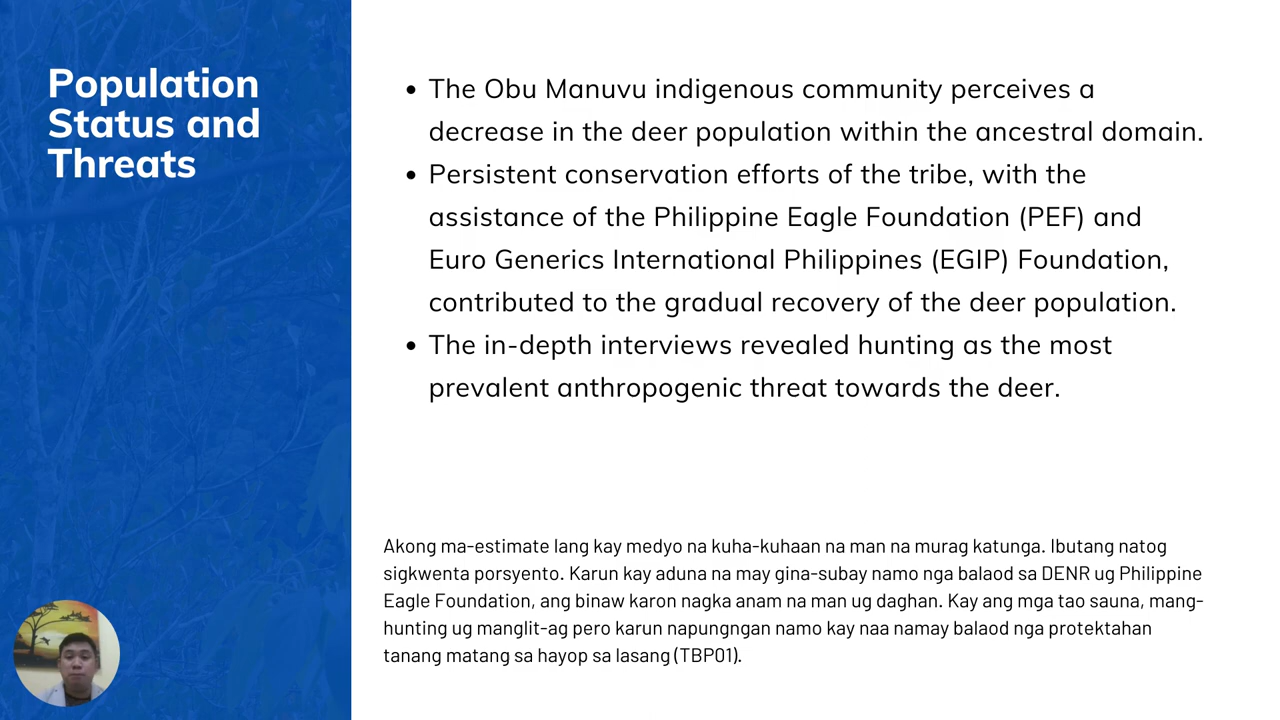 Population
Status and
Threats
• The Obu Manuvu indigenous community perceives a
decrease in the deer population within the ancestral domain.
• Persistent conservation efforts of the tribe, with the
assistance of the Philippine Eagle Foundation (PEF) and
Euro Generics International Philippines (EGIP) Foundation,
contributed to the gradual recovery of the deer population.
• The in-depth interviews revealed hunting as the most
prevalent anthropogenic threat towards the deer.
Akong ma-estimate lang kay medyo na kuha-kuhaan na man na murag katunga. Ibutang natog
sigkwenta porsyento. Karun kay aduna na may gina-subay namo nga balaod sa DENR ug Philippine
Eagle Foundation, ang binaw karon nagka anam na man ug daghan. Kay ang mga tao sauna, mang-
hunting ug manglit-ag pero karun napungngan namo kay naa namay balaod nga protektahan
tanang matang sa hayop sa lasang (TBP01).